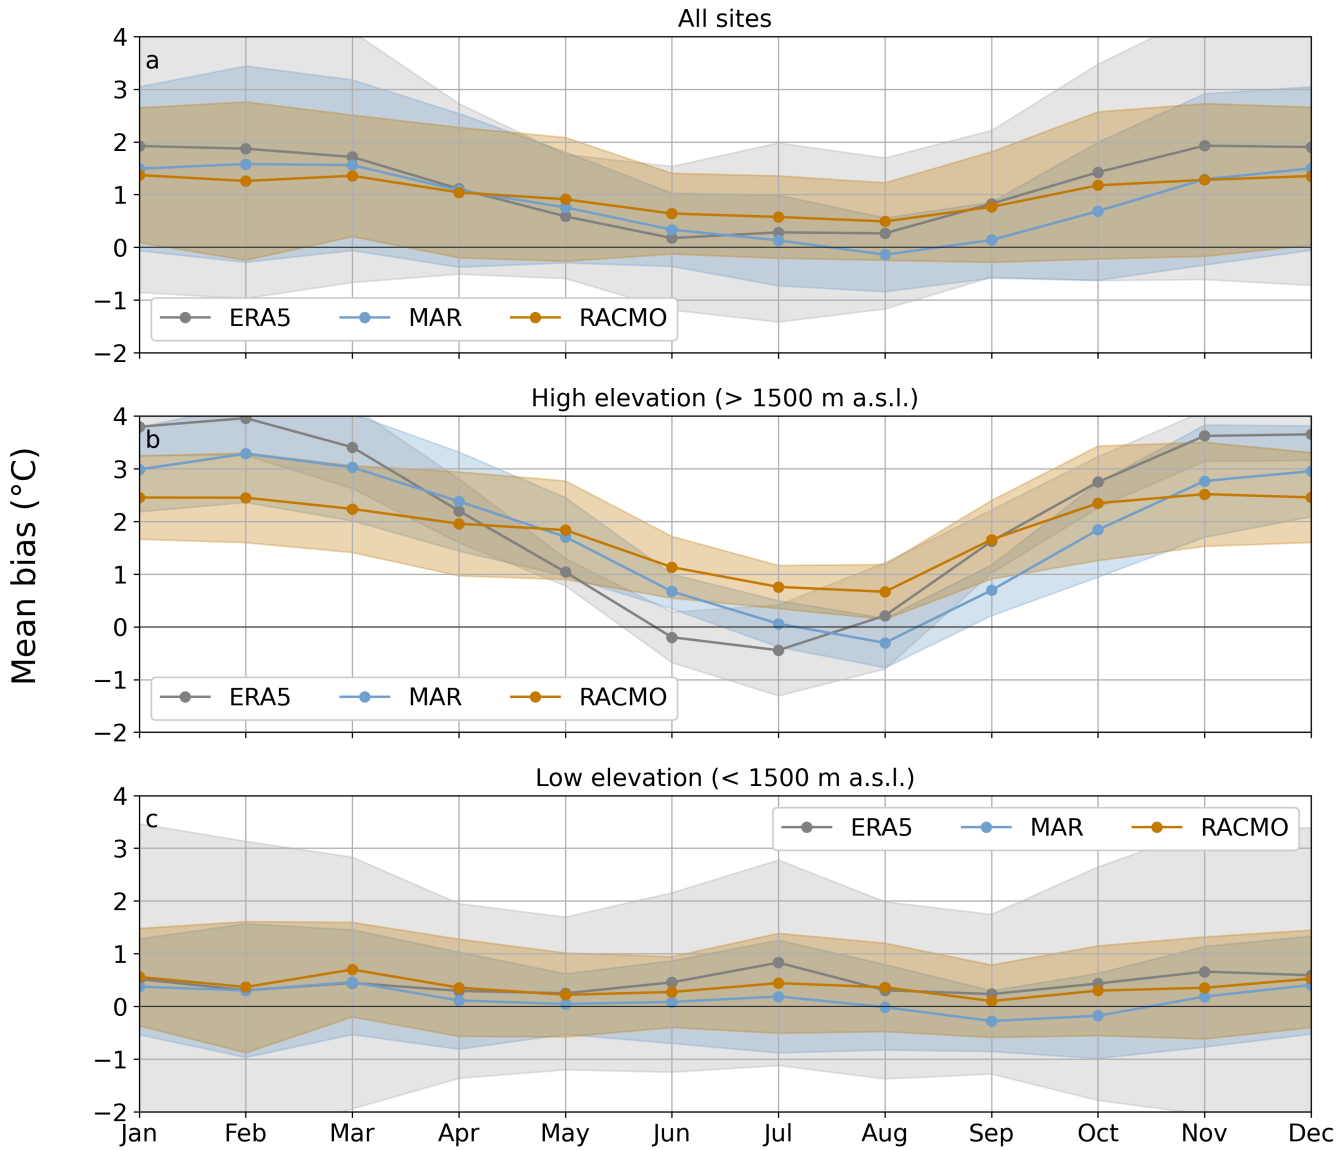 All sites
a
4
3
2
1
0
−1
−2
ERA5 MAR RACMO
High elevation (> 1500 m a.s.l.)
b
4
3
2
1
0
−1
−2
ERA5 MAR RACMO
Mean bias (°C)
Low elevation (< 1500 m a.s.l.)
c
4
3
2
1
0
−1
−2
ERA5 MAR RACMO
Jan Feb Mar Apr May Jun Jul Aug Sep Oct Nov Dec